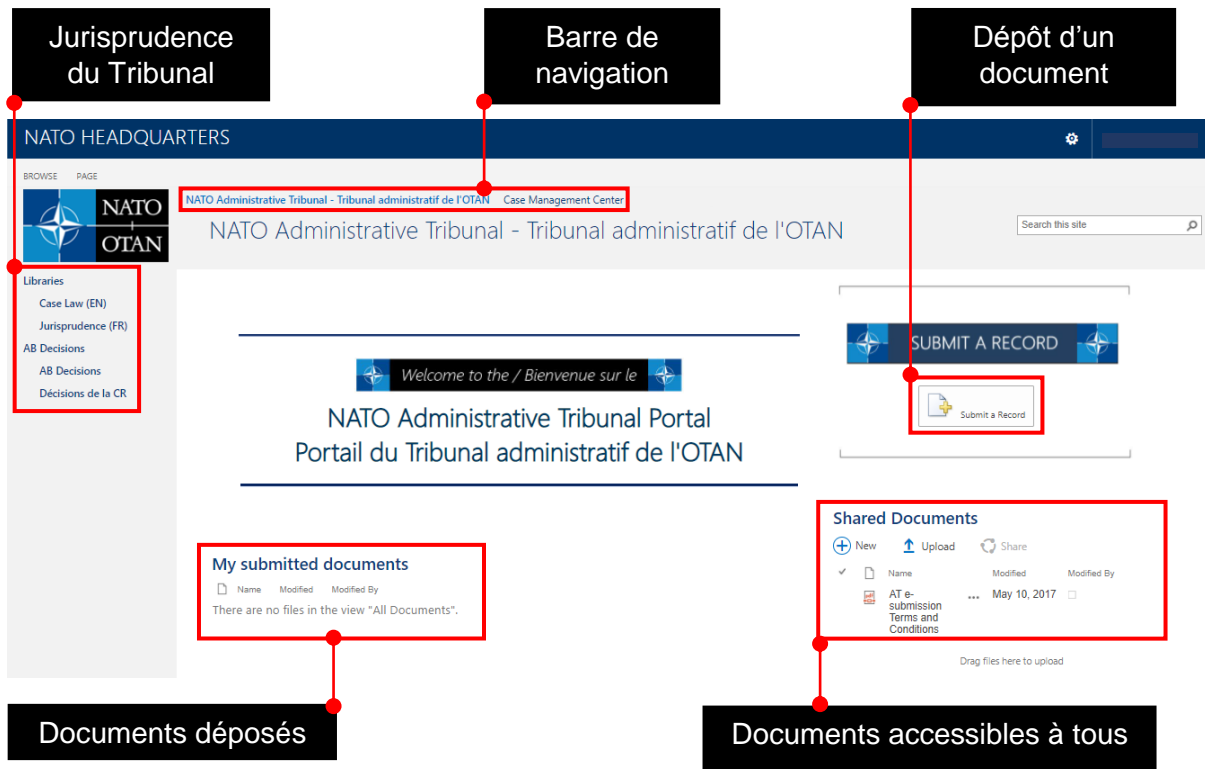 Jurisprudence
du Tribunal
Barre de
navigation
Dépôt d’un
document
NATO HEADQUARTERS
BROWSE PAGE
NATO
OTAN
NATO Administrative Tribunal - Tribunal administratif de l'OTAN Case Management Center
NATO Administrative Tribunal - Tribunal administratif de l'OTAN
Search this site
Libraries
Case Law (EN)
Jurisprudence (FR)
AB Decisions
AB Decisions
Décisions de la CR
Welcome to the / Bienvenue sur le
NATO Administrative Tribunal Portal
Portail du Tribunal administratif de l'OTAN
SUBMIT A RECORD
Submit a Record
My submitted documents
Name Modified Modified By
There are no files in the view "All Documents".
Shared Documents
New Upload Share
Name Modified Modified By
AT e-
submission
Terms and
Conditions
... May 10, 2017
Drag files here to upload
Documents déposés
Documents accessibles à tous